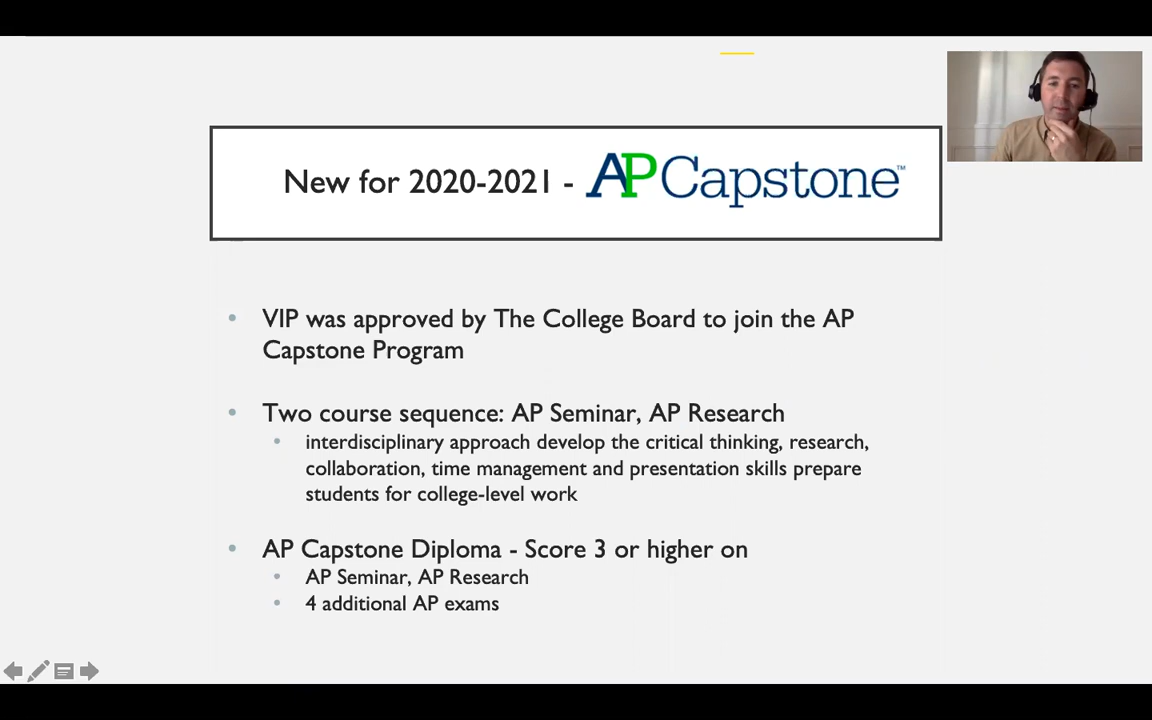 New for 2020-2021 - AP Capstone™
• VIP was approved by The College Board to join the AP
Capstone Program
• Two course sequence: AP Seminar, AP Research
• interdisciplinary approach develop the critical thinking, research,
collaboration, time management and presentation skills prepare
students for college-level work
• AP Capstone Diploma - Score 3 or higher on
• AP Seminar, AP Research
• 4 additional AP exams